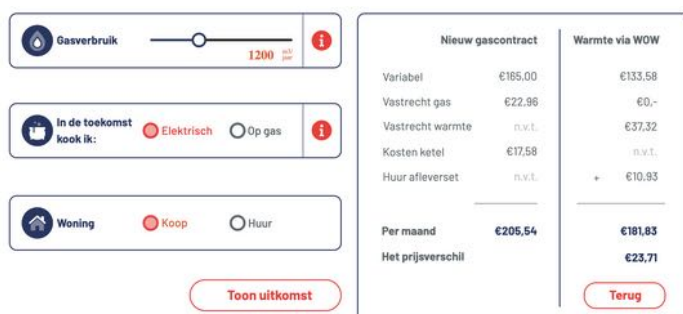 Gasverbruik
1200 m3/
jaar
i
In de toekomst
kook ik:
Elektrisch
Op gas
i
Woning
Koop
Huur
Toon uitkomst
Nieuw gascontract Warmte via WOW
Variabel €165,00 €133,58
Vastrecht gas €22,96 €0,-
Vastrecht warmte n.v.t. €37,32
Kosten ketel €17,58 n.v.t.
Huur afleverset n.v.t. + €10,93
Per maand €205,54 €181,83
Het prijsverschil €23,71
Terug